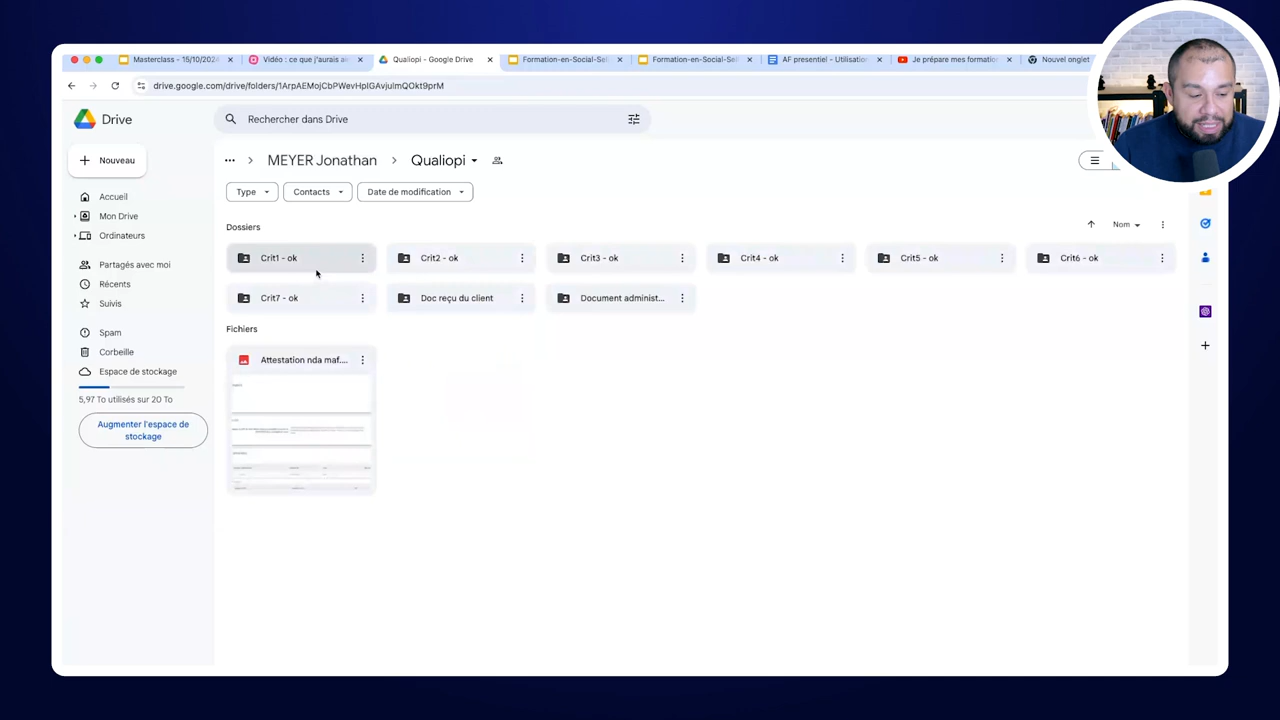 Masterclass - 15/10/2024
Vidéo : ce que j'aurais ai
Qualiopi - Google Drive
Formation-en-Social-Sel
Formation-en-Social-Sel
AF presentiel - Utilisation
Je prépare mes formation
Nouvel onglet
drive.google.com/drive/folders/1ArpAEMojCbPWevHpIGAvjuImQOkt9prM
Drive
Rechercher dans Drive
Nouveau
MEYER Jonathan
Qualiopi
Type
Contacts
Date de modification
Accueil
Mon Drive
Ordinateurs
Partagés avec moi
Récents
Suivis
Spam
Corbeille
Espace de stockage
5,97 To utilisés sur 20 To
Augmenter l'espace de
stockage
Dossiers
Nom
Crit1 - ok
Crit2 - ok
Crit3 - ok
Crit4 - ok
Crit5 - ok
Crit6 - ok
Crit7 - ok
Doc reçu du client
Document administ...
Fichiers
Attestation nda maf....